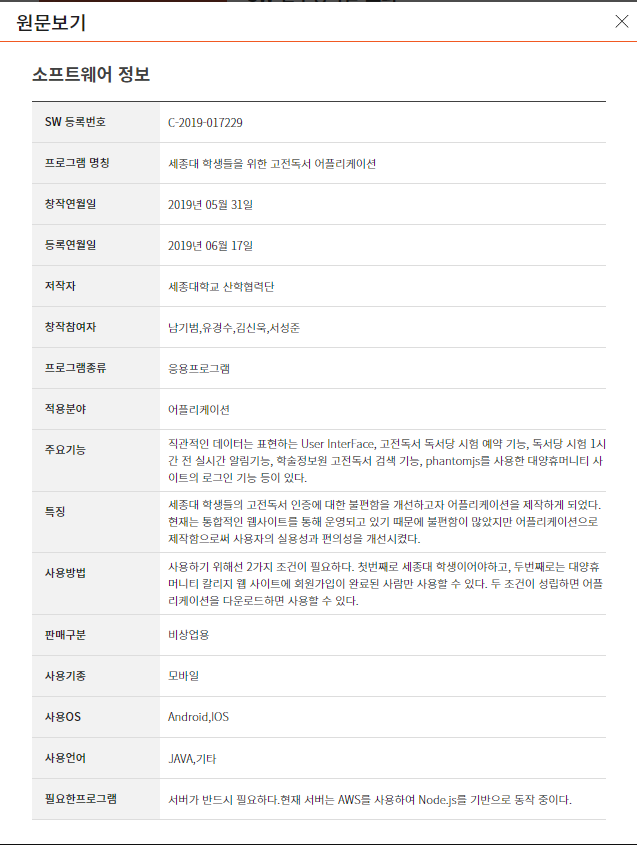 원문보기
소프트웨어 정보
SW 등록번호 C-2019-017229
프로그램 명칭 세종대 학생들을 위한 고전독서 어플리케이션
창작연월일 2019년 05월 31일
등록연월일 2019년 06월 17일
저작자 세종대학교 산학협력단
창작참여자 남기범,유경수,김신욱,서성준
프로그램종류 응용프로그램
적용분야 어플리케이션
주요기능 직관적인 데이터는 표현하는 User InterFace, 고전독서 독서당 시험 예약 기능, 독서당 시험 1시
간 전 실시간 알림기능, 학술정보원 고전독서 검색 기능, phantomjs를 사용한 대양휴머니티 사
이트의 로그인 기능 등이 있다.
특징 세종대 학생들의 고전독서 인증에 대한 불편함을 개선하고자 어플리케이션을 제작하게 되었다.
현재는 통합적인 웹사이트를 통해 운영되고 있기 때문에 불편함이 많았지만 어플리케이션으로
제작함으로써 사용자의 실용성과 편의성을 개선시켰다.
사용방법 사용하기 위해선 2가지 조건이 필요하다. 첫번째로 세종대 학생이어야하고, 두번째로는 대양휴
머니티 칼리지 웹 사이트에 회원가입이 완료된 사람만 사용할 수 있다. 두 조건이 성립하면 어플
리케이션을 다운로드하면 사용할 수 있다.
판매구분 비상업용
사용기종 모바일
사용OS Android,IOS
사용언어 JAVA,기타
필요한프로그램 서버가 반드시 필요하다.현재 서버는 AWS를 사용하여 Node.js를 기반으로 동작 중이다.